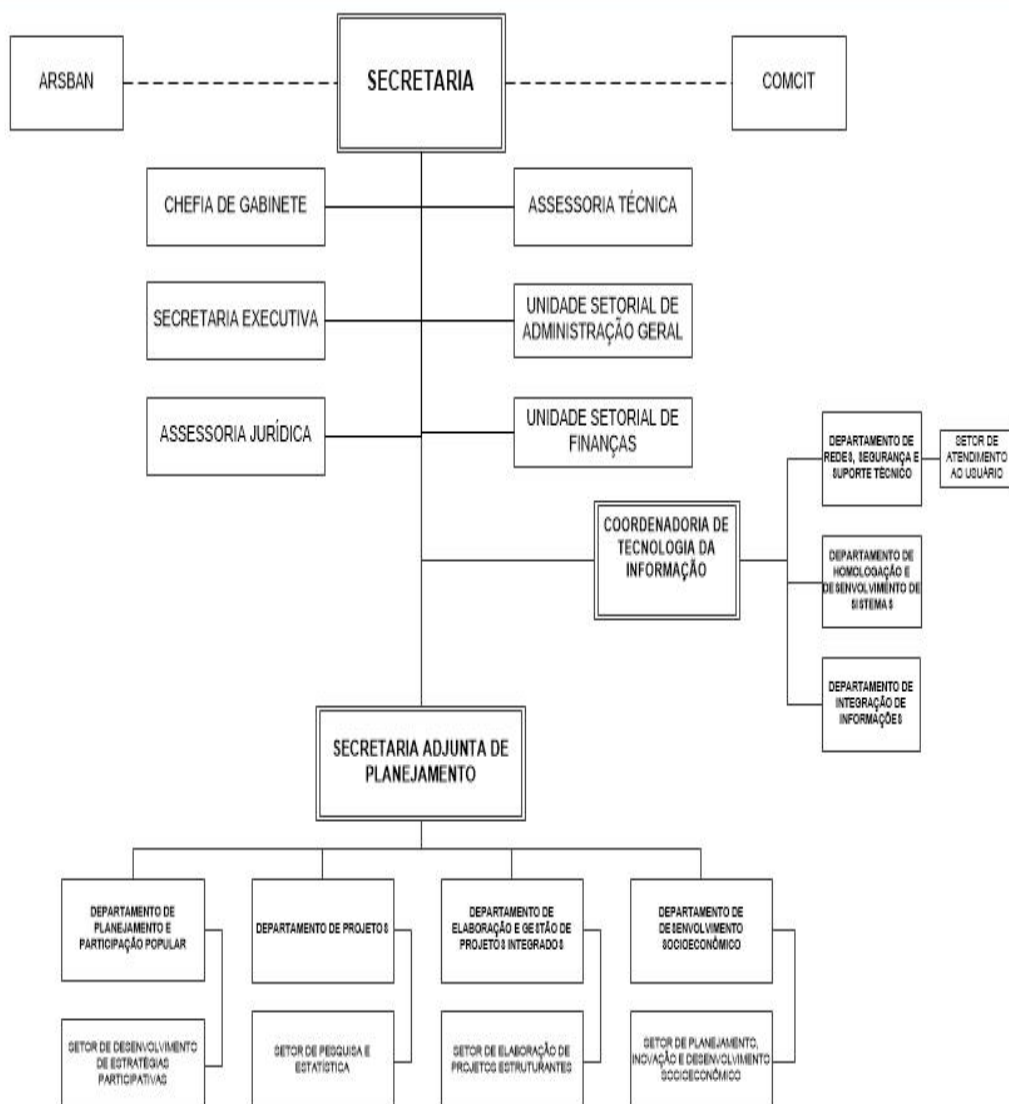 ARSBAN
SECRETARIA
COMCIT
CHEFIA DE GABINETE
ASSESSORIA TÉCNICA
SECRETARIA EXECUTIVA
UNIDADE SETORIAL DE
ADMINISTRAÇÃO GERAL
ASSESSORIA JURÍDICA
UNIDADE SETORIAL DE
FINANÇAS
DEPARTAMENTO DE
REDES, SEGURANÇA E
SUPORTE TÉCNICO
SETOR DE
ATENDIMENTO
AO USUÁRIO
COORDENADORIA DE
TECNOLOGIA DA
INFORMAÇÃO
DEPARTAMENTO DE
HOMOLOGAÇÃO E
DESENVOLVIMENTO DE
SISTEMAS
DEPARTAMENTO DE
INTEGRAÇÃO DE
INFORMAÇÕES
SECRETARIA ADJUNTA DE
PLANEJAMENTO
DEPARTAMENTO DE
PLANEJAMENTO E
PARTICIPAÇÃO POPULAR
DEPARTAMENTO DE PROJETOS
DEPARTAMENTO DE
ELABORAÇÃO E GESTÃO DE
PROJETOS INTEGRADOS
DEPARTAMENTO DE
DESENVOLVIMENTO
SOCIOECONÔMICO
SETOR DE DESENVOLVIMENTO
DE ESTRATÉGIAS
PARTICIPATIVAS
SETOR DE PESQUISA E
ESTATÍSTICA
SETOR DE ELABORAÇÃO DE
PROJETOS ESTRUTURANTES
SETOR DE PLANEJAMENTO,
INOVAÇÃO E DESENVOLVIMENTO
SOCIOECONÔMICO